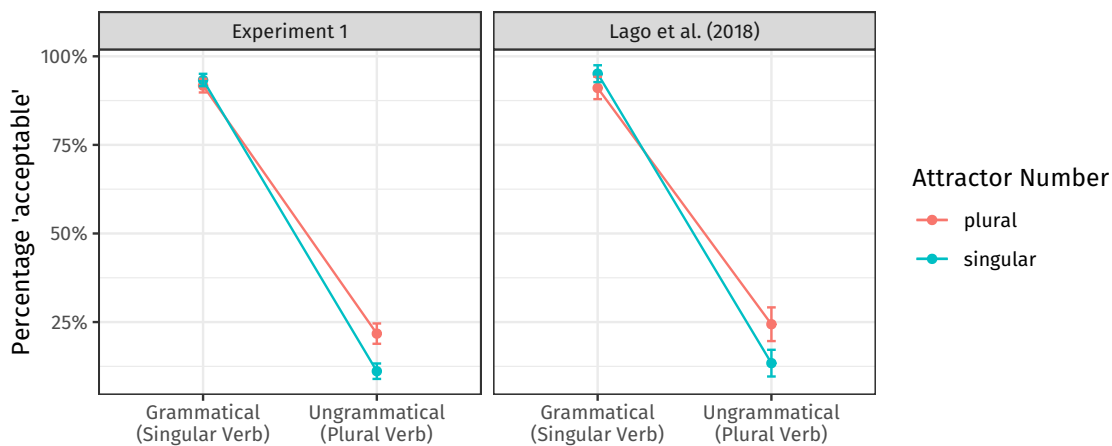 Experiment 1
Lago et al. (2018)
Percentage 'acceptable'
100%
75%
50%
25%
Grammatical
(Singular Verb)
Ungrammatical
(Plural Verb)
Grammatical
(Singular Verb)
Ungrammatical
(Plural Verb)
Attractor Number
plural
singular